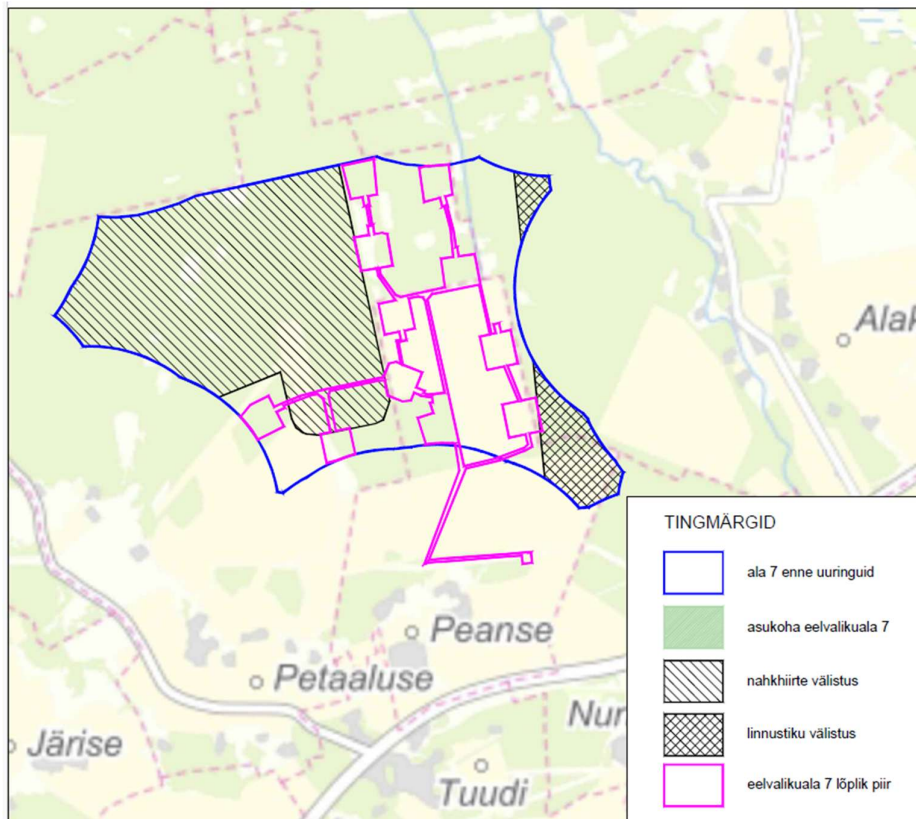 Alak
Peanse
Petaaluse
Järise
Nur
Tuudi
TINGMÄRGID
ala 7 enne uuringuid
asukoha eelvalikuala 7
nahkhiirte välistus
linnustiku välistus
eelvalikuala 7 lõplik piir